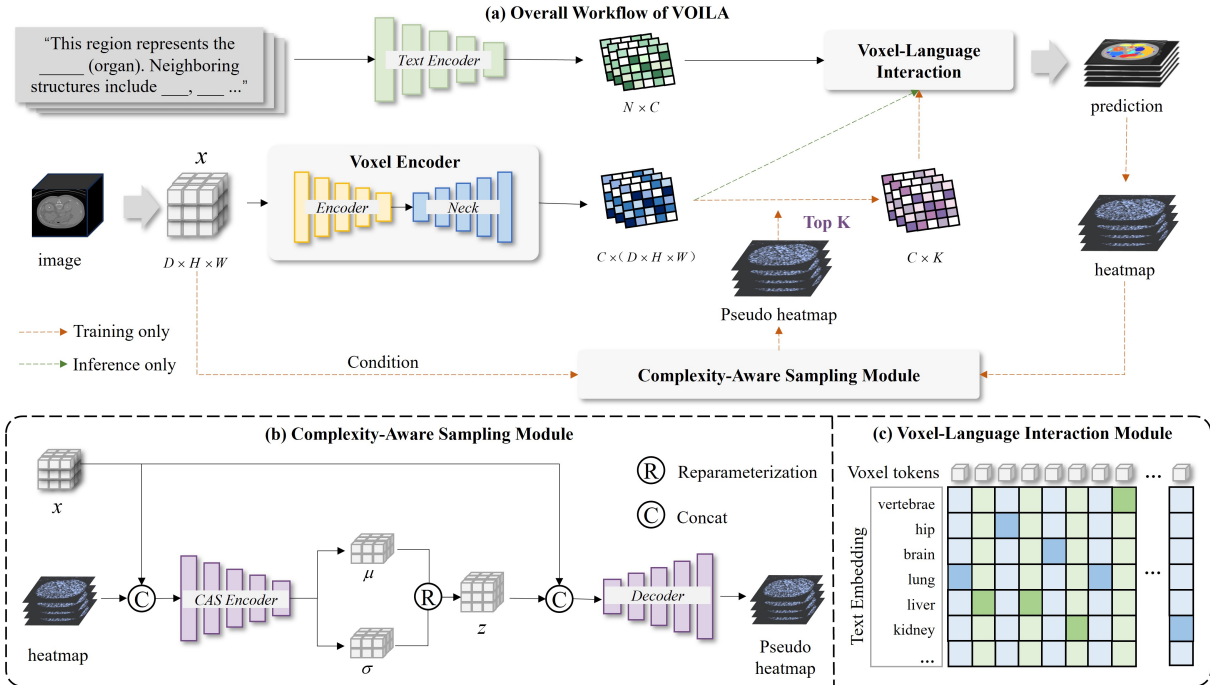 (a) Overall Workflow of VOILA
“This region represents the
_____ (organ). Neighboring
structures include ___, ___ ...”
Text Encoder
N × C
Voxel-Language
Interaction
prediction
image
x
D × H × W
Voxel Encoder
Encoder
Neck
C ×（D × H × W）
Top K
C × K
Pseudo heatmap
heatmap
Training only
Inference only
Condition
Complexity-Aware Sampling Module
(b) Complexity-Aware Sampling Module
x
heatmap
C
CAS Encoder
μ
σ
R
z
C
Decoder
Pseudo
heatmap
R Reparameterization
C Concat
(c) Voxel-Language Interaction Module
Voxel tokens
...
Text Embedding
vertebrae
hip
brain
lung
liver
kidney
...
...